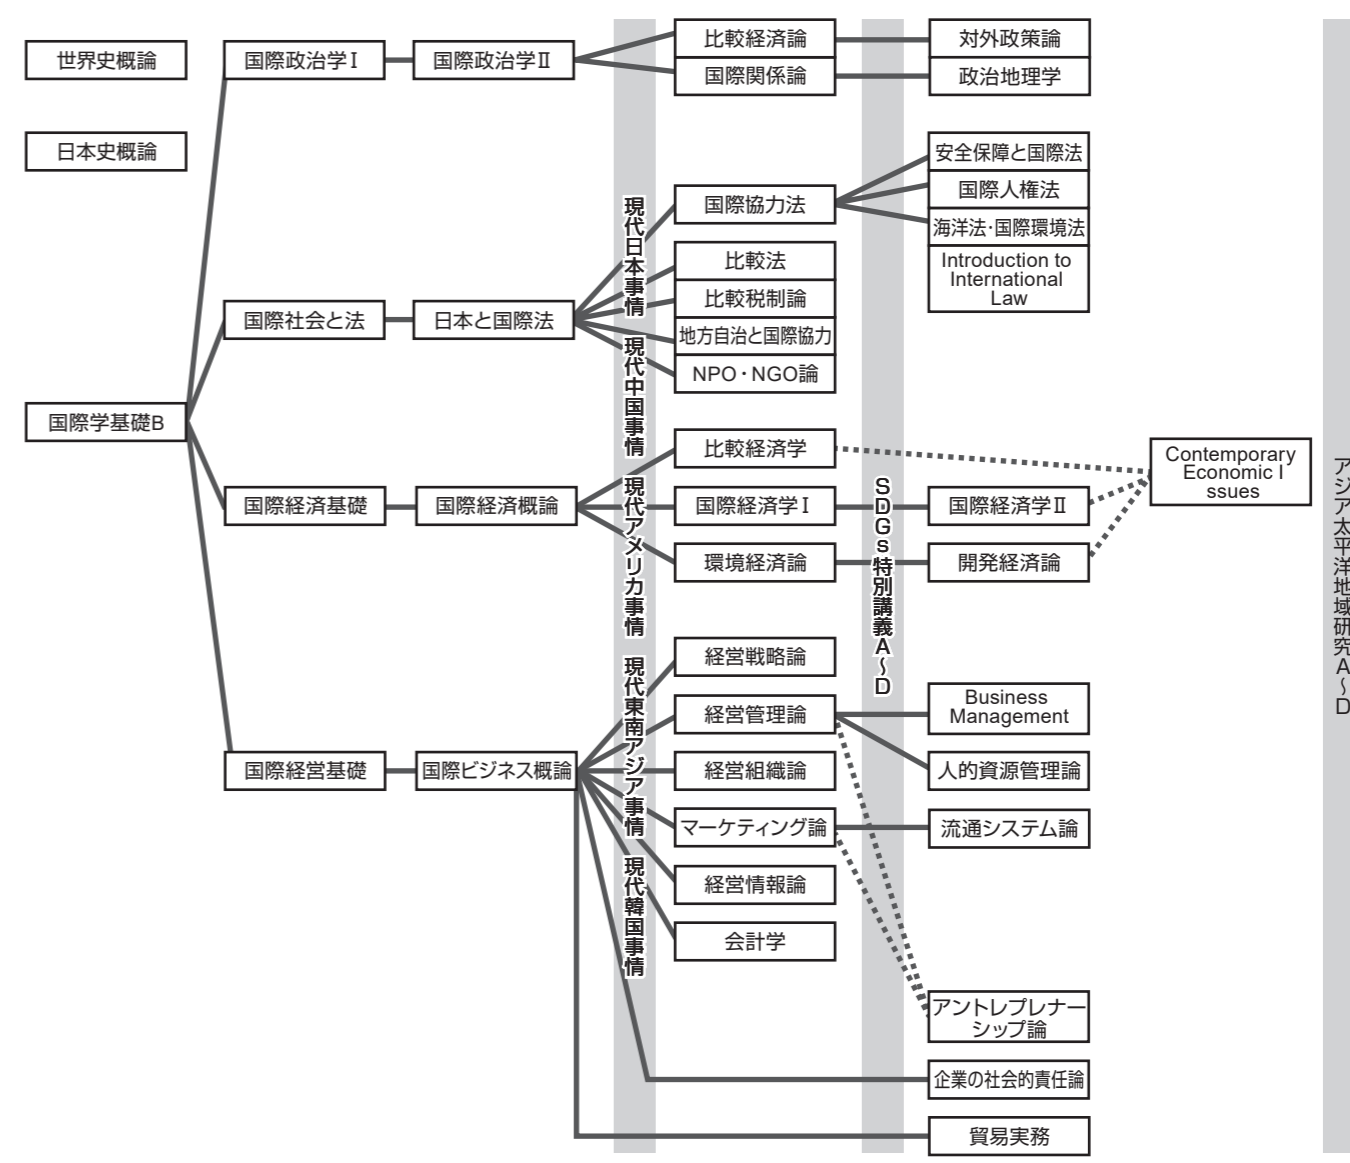 世界史概論
日本史概論
国際学基礎B
国際政治学Ⅰ
国際社会と法
国際経済基礎
国際経営基礎
国際政治学Ⅱ
日本と国際法
国際経済概論
国際ビジネス概論
現代日本事情
現代中国事情
現代アメリカ事情
現代東南アジア事情
現代韓国事情
比較経済論
国際関係論
国際協力法
比較法
比較税制論
地方自治と国際協力
NPO・NGO論
比較経済学
国際経済学Ⅰ
環境経済論
経営戦略論
経営管理論
経営組織論
マーケティング論
経営情報論
会計学
SDGs特別講義A~D
対外政策論
政治地理学
安全保障と国際法
国際人権法
海洋法・国際環境法
Introduction to
International
Law
国際経済学Ⅱ
開発経済論
Business
Management
人的資源管理論
流通システム論
アントレプレナー
シップ論
企業の社会的責任論
貿易実務
Contemporary
Economic I
ssues
アジア太平洋地域研究A~D